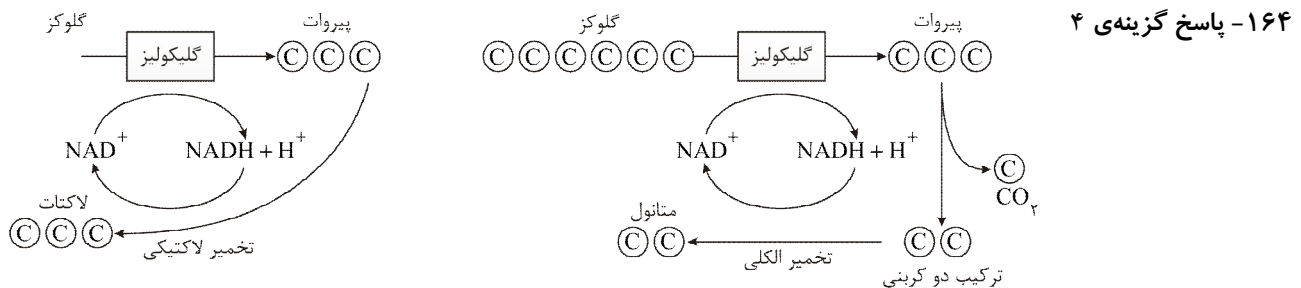 ۱۶۴- پاسخ گزینه‌ی ۴
گلوکز
پیروات
C C C C C C
گلیکولیز
C C C
NAD+
NADH + H+
C
CO۲
متانول
C C
تخمیر الکلی
C C
ترکیب دو کربنی
گلوکز
پیروات
گلیکولیز
C C C
NAD+
NADH + H+
لاکتات
C C C
تخمیر لاکتیکی